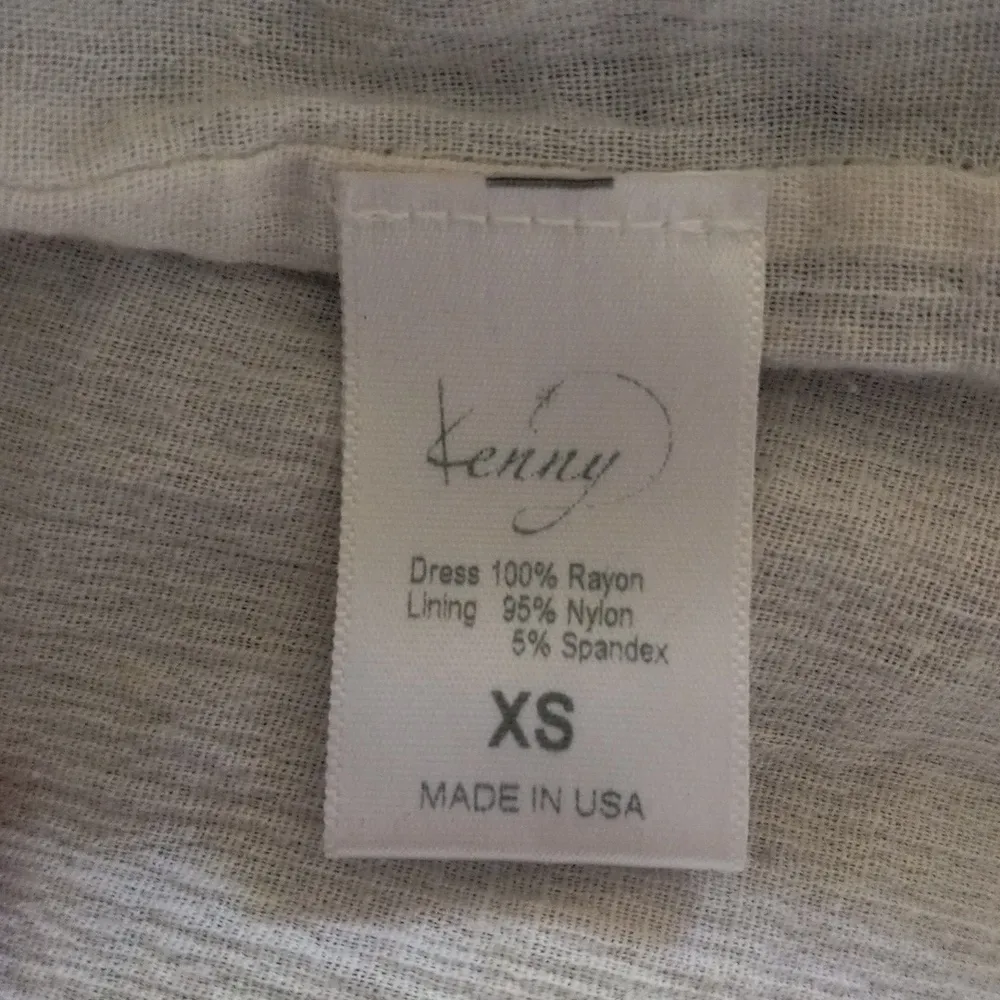 Kenny
Dress 100% Rayon
Lining 95% Nylon
5% Spandex
XS
MADE IN USA